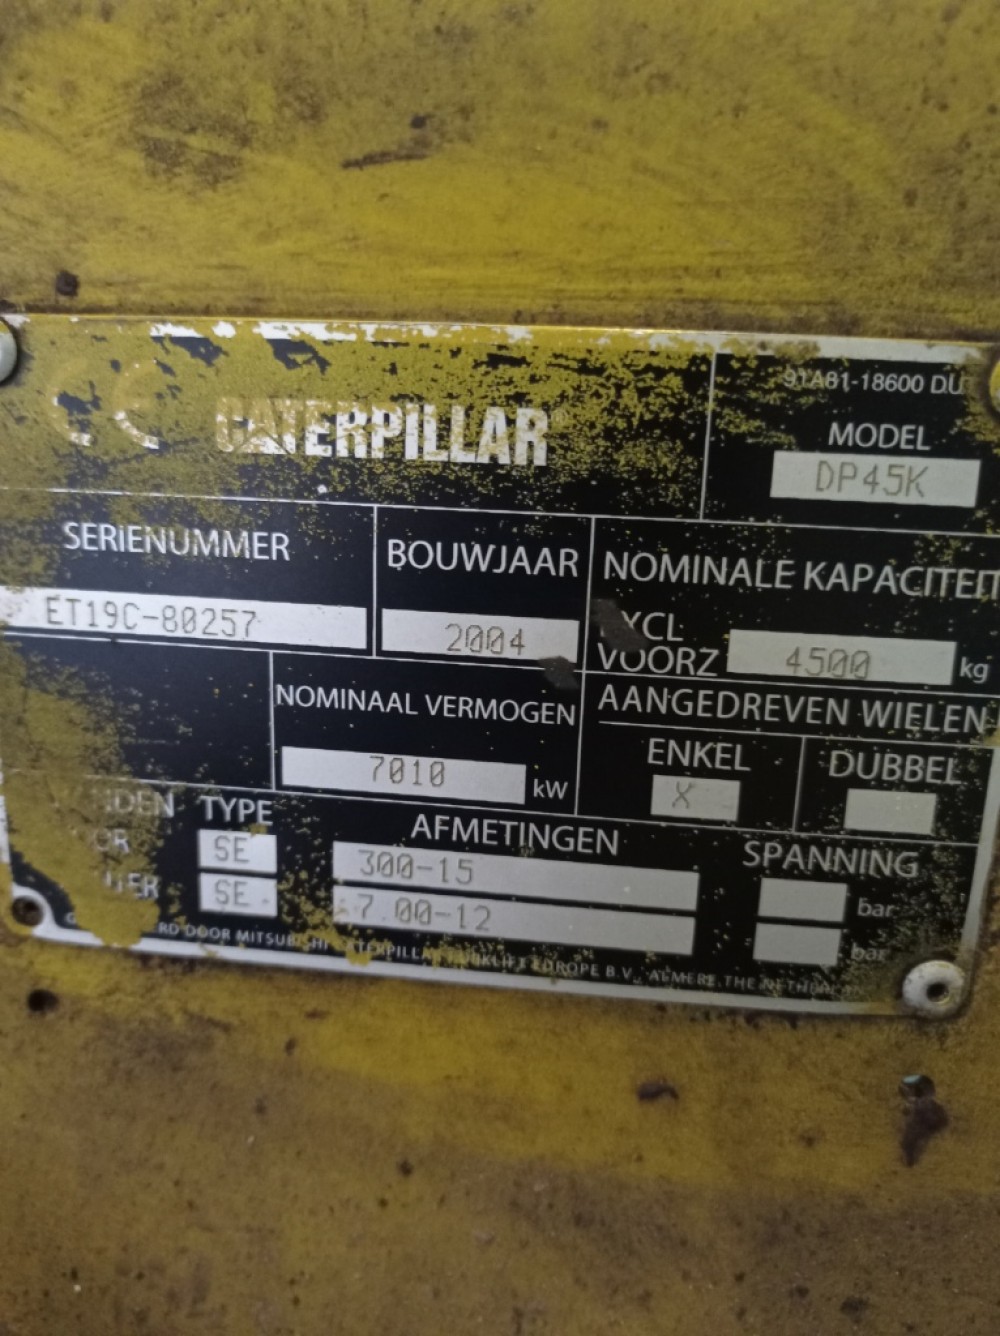 CE CATERPILLAR
91A81-18600 DU
MODEL
DP45K
SERIENUMMER
ET19C-80257
BOUWJAAR
2004
NOMINALE KAPACITEIT
VOORZ 4500 kg
NOMINAAL VERMOGEN
7010 kW
AANGEDREVEN WIELEN
ENKEL DUBBEL
X
TYPE AFMETINGEN SPANNING
SE 300-15 bar
SE 7.00-12 bar
DOOR MITSUBISHI CATERPILLAR FORKLIFT EUROPE B.V., ALMERE, THE